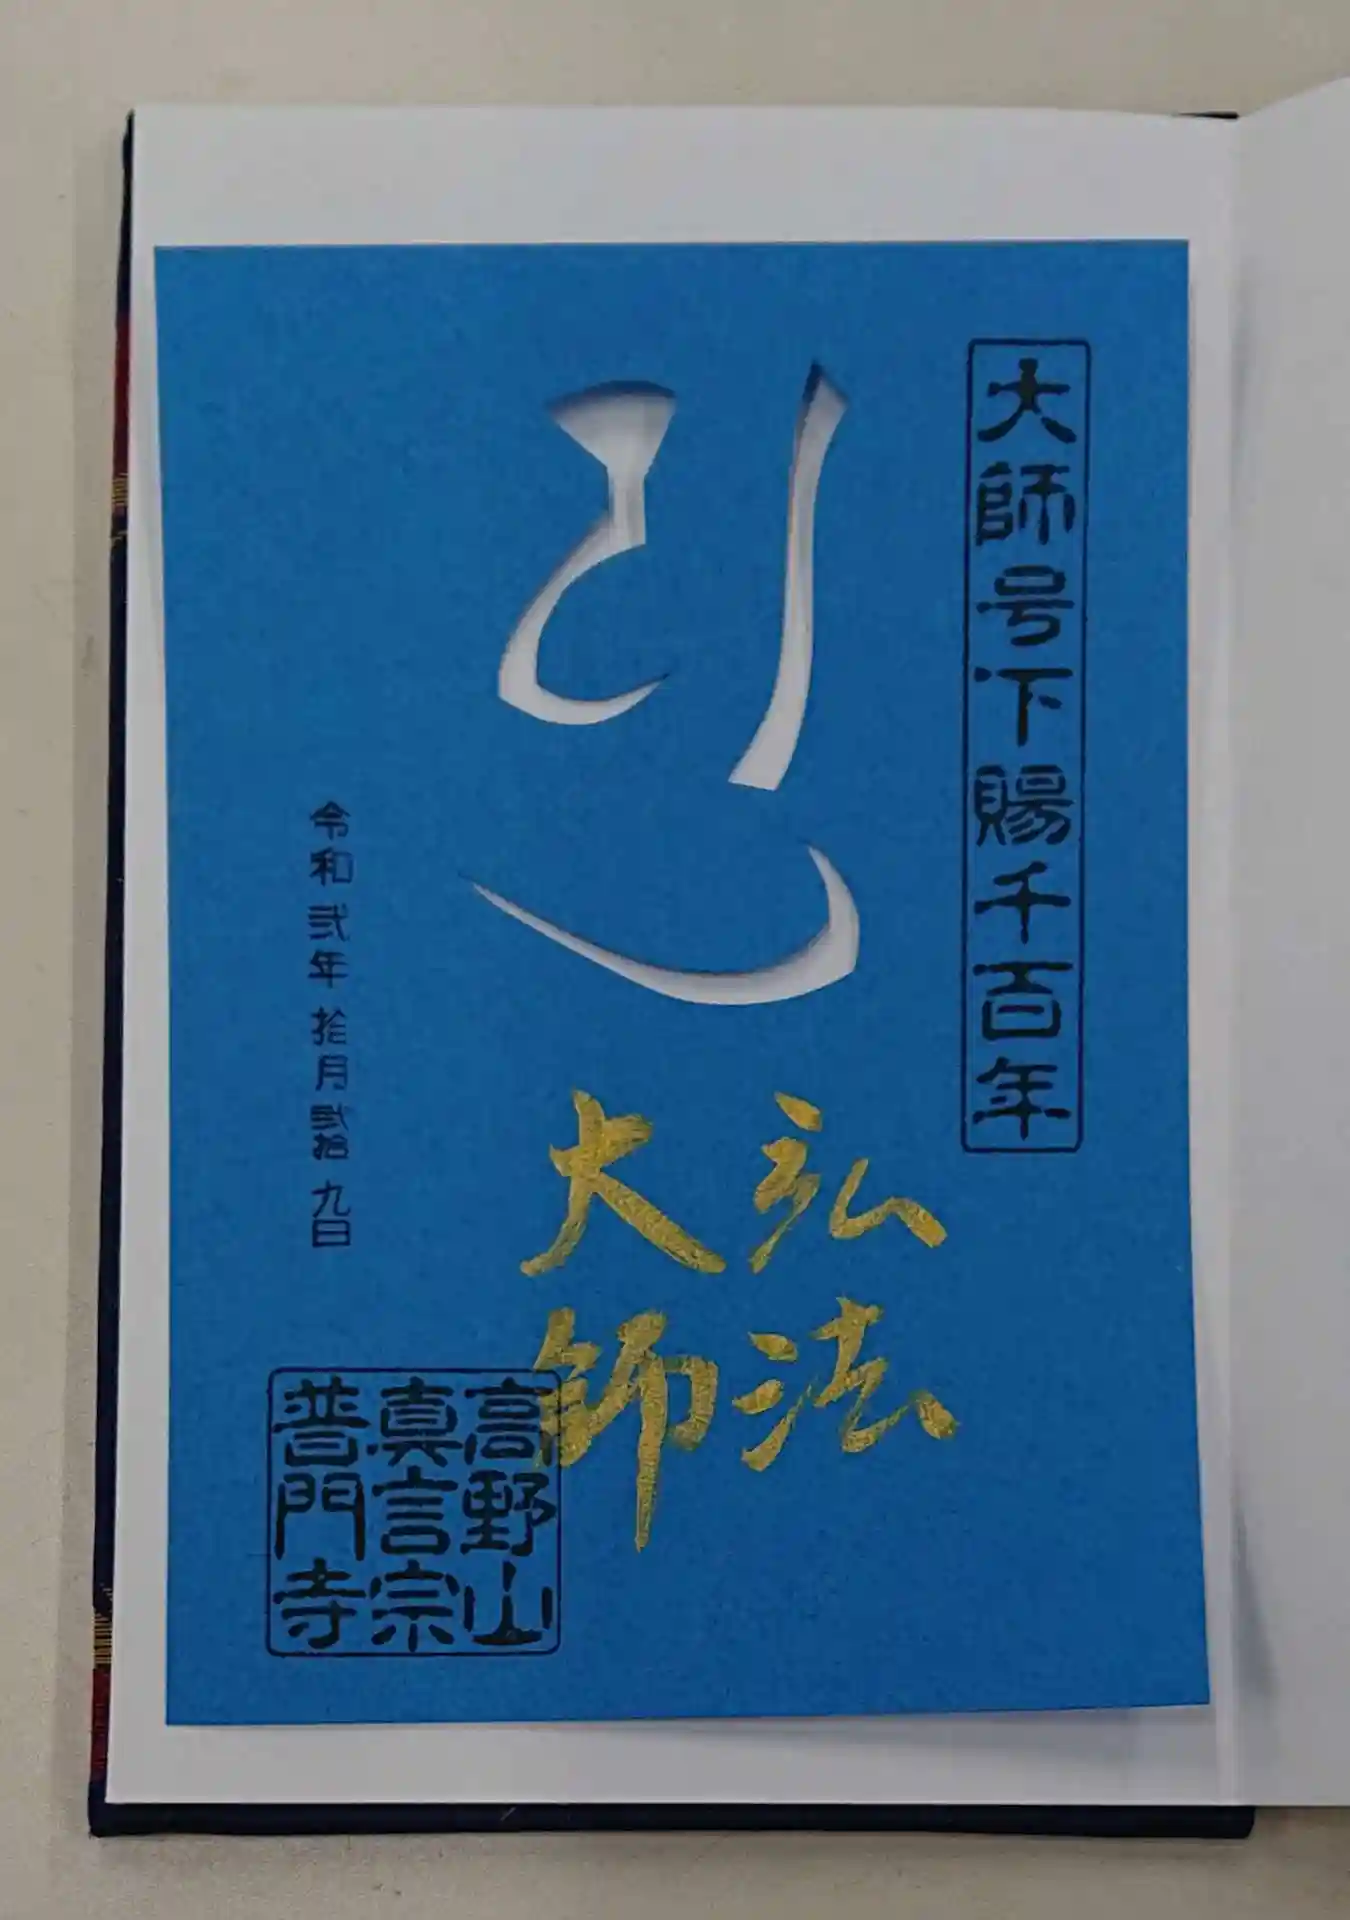 大師号下賜千百年
弘法
大師
令和弐年拾月弐拾九日
高野山
真言宗
普門寺